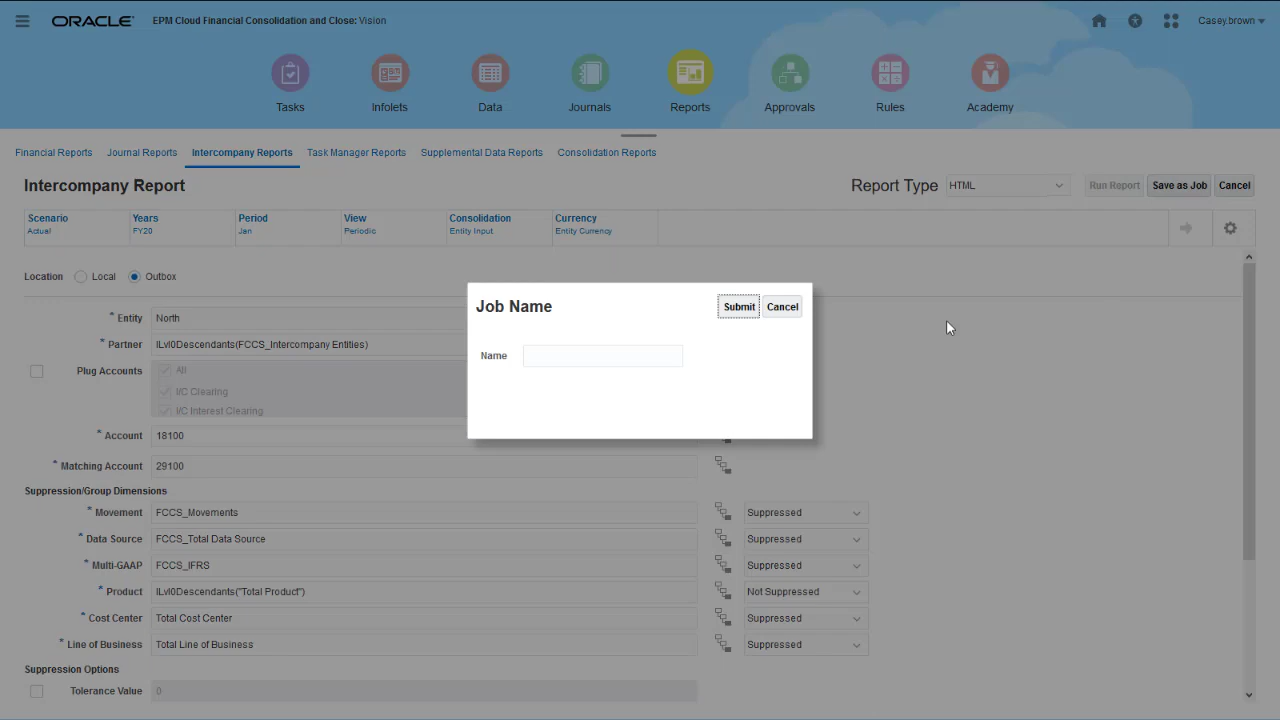 ORACLE EPM Cloud Financial Consolidation and Close: Vision Casey.brown
Tasks Infolets Data Journals Reports Approvals Rules Academy
Financial Reports Journal Reports Intercompany Reports Task Manager Reports Supplemental Data Reports Consolidation Reports
Intercompany Report Report Type HTML Run Report Save as Job Cancel
Scenario Years Period View Consolidation Currency
Actual FY20 Jan Periodic Entity Input Entity Currency
Location Local Outbox
Job Name Submit Cancel
Name
* Entity North
* Partner ILvl0Descendants(FCCS_Intercompany Entities)
Plug Accounts All
I/C Clearing
I/C Interest Clearing
* Account 18100
* Matching Account 29100
Suppression/Group Dimensions
* Movement FCCS_Movements Suppressed
* Data Source FCCS_Total Data Source Suppressed
* Multi-GAAP FCCS_IFRS Suppressed
* Product ILvl0Descendants("Total Product") Not Suppressed
* Cost Center Total Cost Center Suppressed
* Line of Business Total Line of Business Suppressed
Suppression Options
Tolerance Value 0